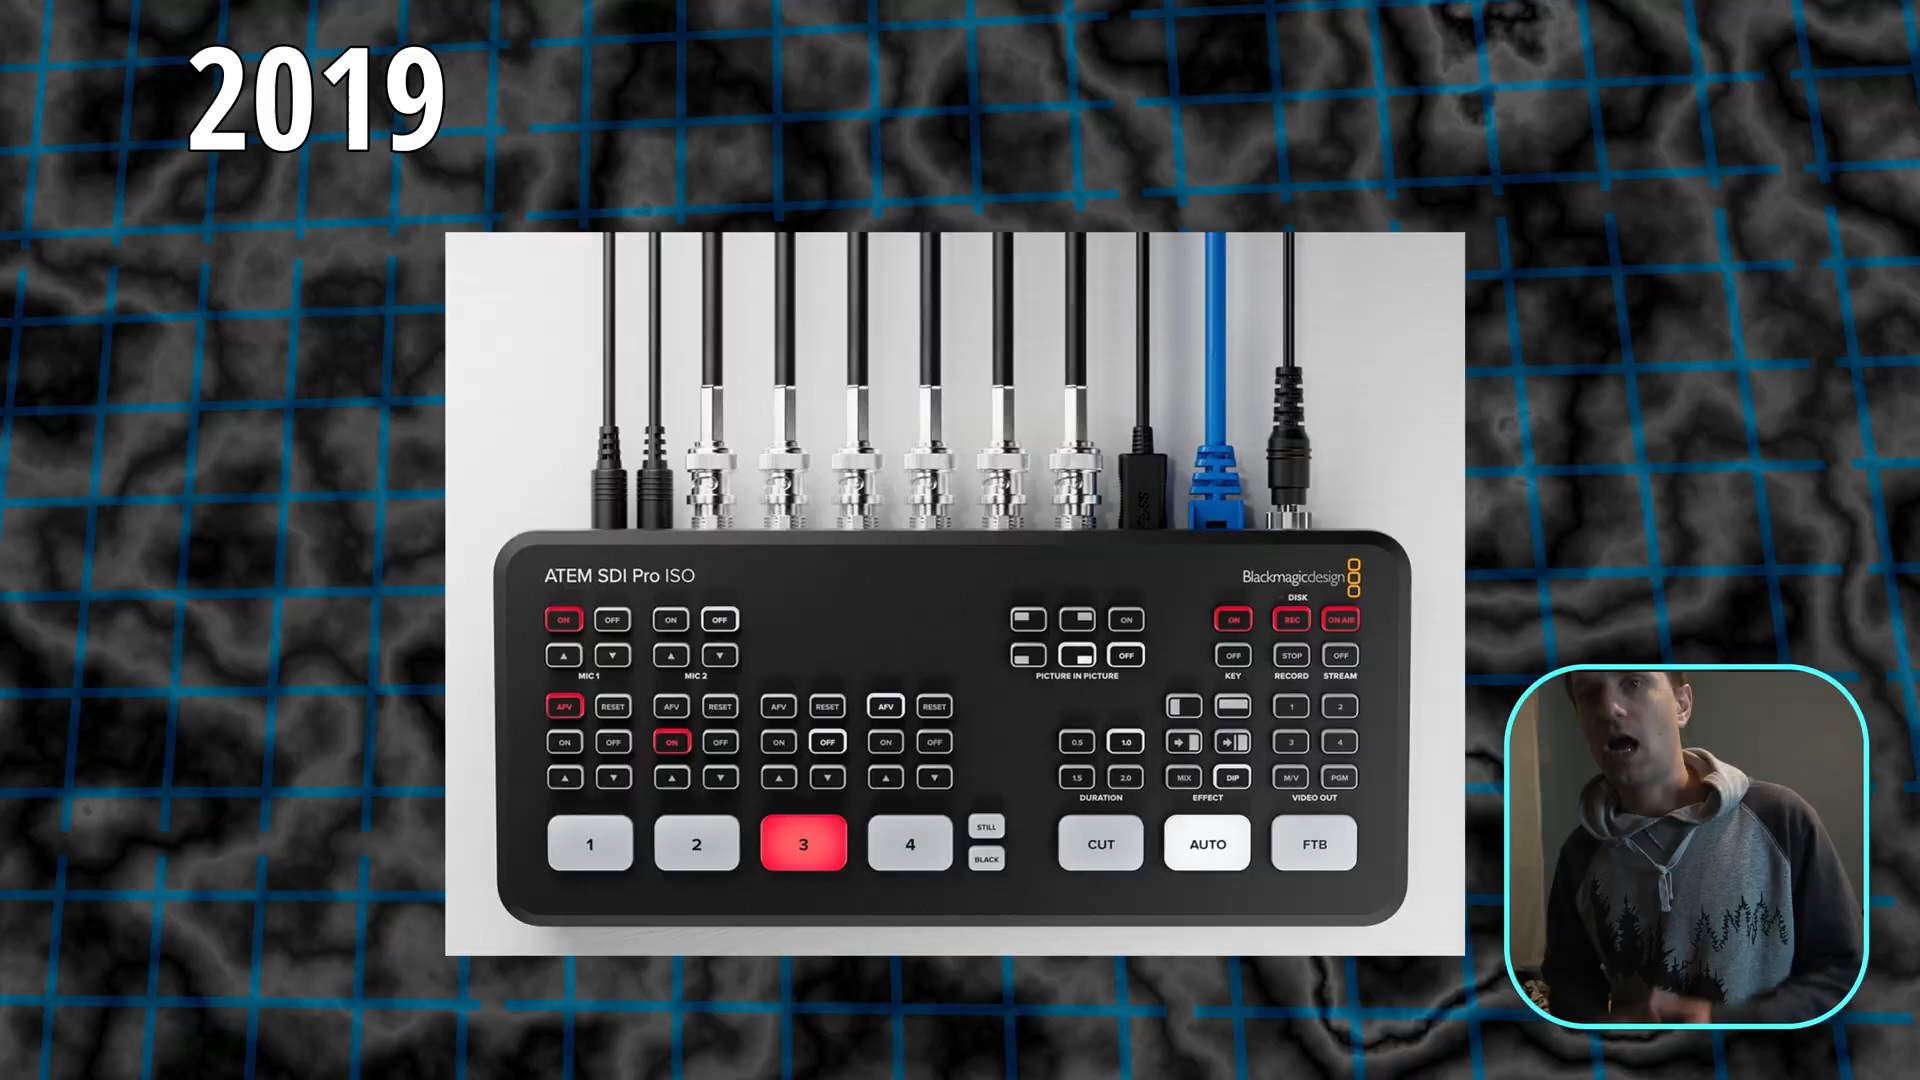 2019
ATEM SDI Pro ISO
Blackmagicdesign
DISK
ON OFF ON OFF ON ON REC ON AIR
OFF OFF STOP OFF
MIC 1 MIC 2 PICTURE IN PICTURE KEY RECORD STREAM
AFV RESET AFV RESET AFV RESET AFV RESET 1 2
ON OFF ON OFF ON OFF ON OFF 0.5 1.0 3 4
1.5 2.0 MIX DIP M/V PGM
DURATION EFFECT VIDEO OUT
STILL
1 2 3 4 CUT AUTO FTB
BLACK